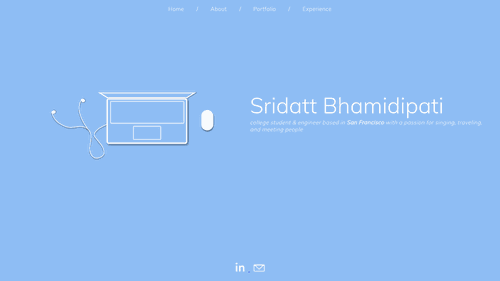 Home / About / Portfolio / Experience
Sridatt Bhamidipati
college student & engineer based in San Francisco with a passion for singing, traveling,
and meeting people
in